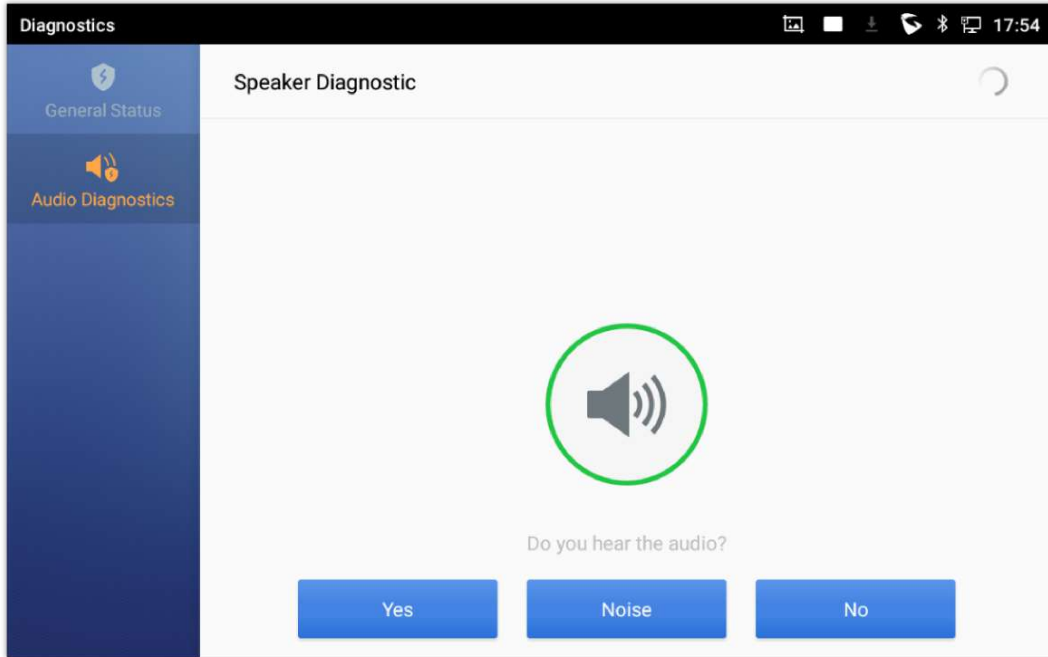 Diagnostics
17:54
General Status
Audio Diagnostics
Speaker Diagnostic
Do you hear the audio?
Yes
Noise
No